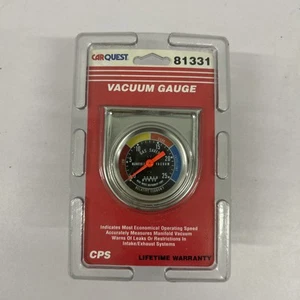 CARQUEST
81331
VACUUM GAUGE
Indicates Most Economical Operating Speed
Accurately Measures Manifold Vacuum
Warns Of Leaks Or Restrictions In
Intake/Exhaust Systems
CPS
LIFETIME WARRANTY